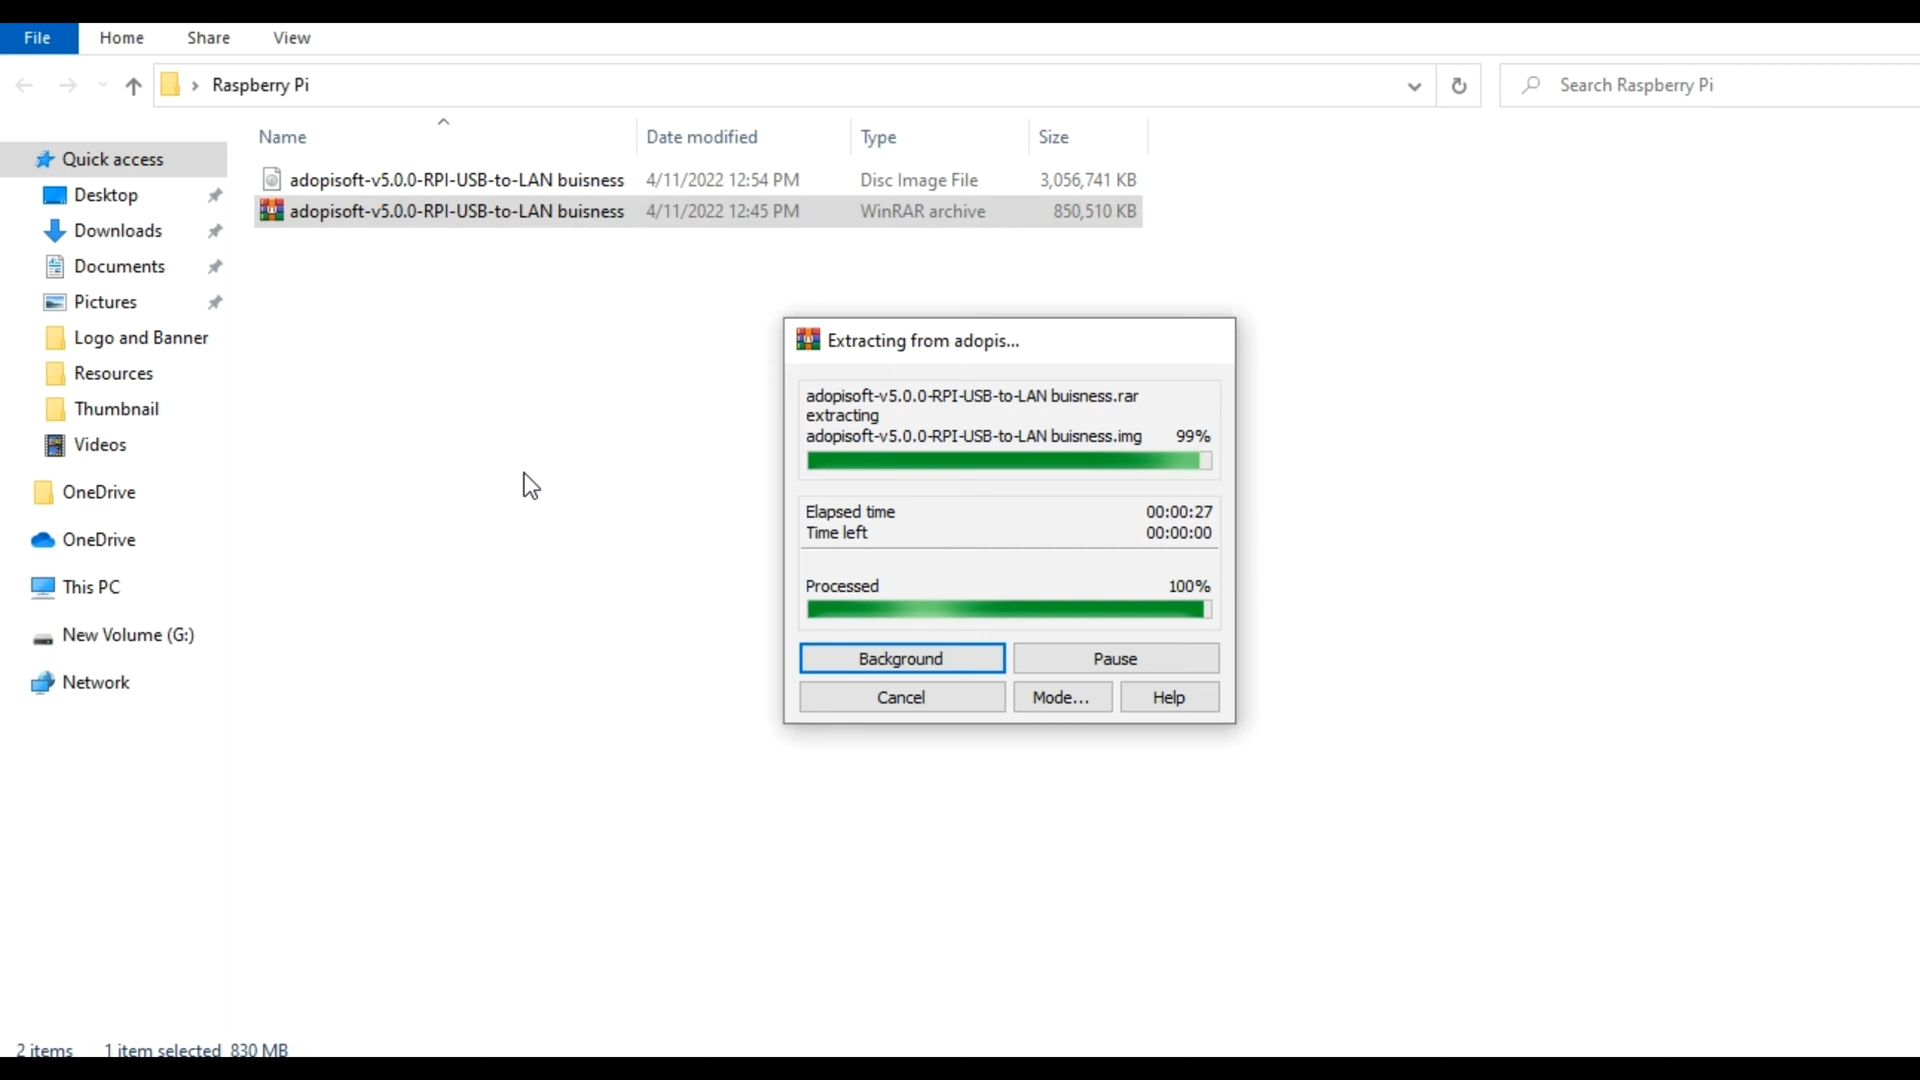 File Home Share View
Raspberry Pi
Search Raspberry Pi
Name Date modified Type Size
Quick access
adopisoft-v5.0.0-RPI-USB-to-LAN buisness 4/11/2022 12:54 PM Disc Image File 3,056,741 KB
Desktop
adopisoft-v5.0.0-RPI-USB-to-LAN buisness 4/11/2022 12:45 PM WinRAR archive 850,510 KB
Downloads
Documents
Pictures
Logo and Banner
Resources
Thumbnail
Videos
OneDrive
OneDrive
This PC
New Volume (G:)
Network
Extracting from adopis...
adopisoft-v5.0.0-RPI-USB-to-LAN buisness.rar
extracting
adopisoft-v5.0.0-RPI-USB-to-LAN buisness.img 99%
Elapsed time 00:00:27
Time left 00:00:00
Processed 100%
Background Pause
Cancel Mode... Help
2 items 1 item selected 830 MB